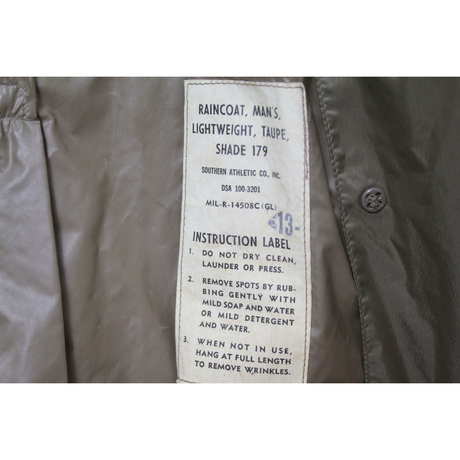 RAINCOAT, MAN'S,
LIGHTWEIGHT, TAUPE,
SHADE 179
SOUTHERN ATHLETIC CO., INC.
DSA 100-3201
MIL-R-14508C (GL)
13-
INSTRUCTION LABEL
1. DO NOT DRY CLEAN,
LAUNDER OR PRESS.
2. REMOVE SPOTS BY RUB-
BING GENTLY WITH
MILD SOAP AND WATER
OR MILD DETERGENT
AND WATER.
3. WHEN NOT IN USE,
HANG AT FULL LENGTH
TO REMOVE WRINKLES.